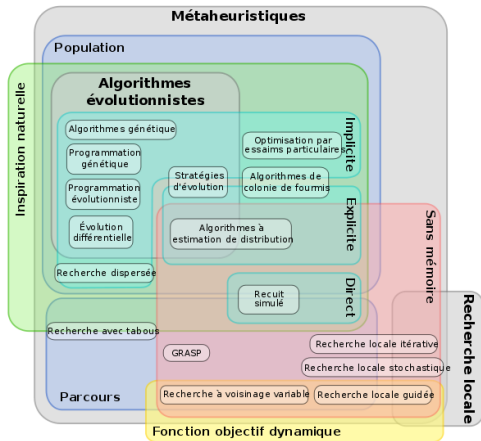 Métaheuristiques
Population
Algorithmes
évolutionnistes
Inspiration naturelle
Implicite
Algorithmes génétique
Optimisation par
essaims particulaires
Programmation
génétique
Stratégies
d'évolution
Algorithmes de
colonie de fourmis
Programmation
évolutionniste
Explicite
Sans mémoire
Évolution
différentielle
Algorithmes à
estimation de distribution
Recherche dispersée
Direct
Recuit
simulé
Recherche locale
Recherche avec tabous
Recherche locale itérative
GRASP
Recherche locale stochastique
Parcours
Recherche à voisinage variable
Recherche locale guidée
Fonction objectif dynamique